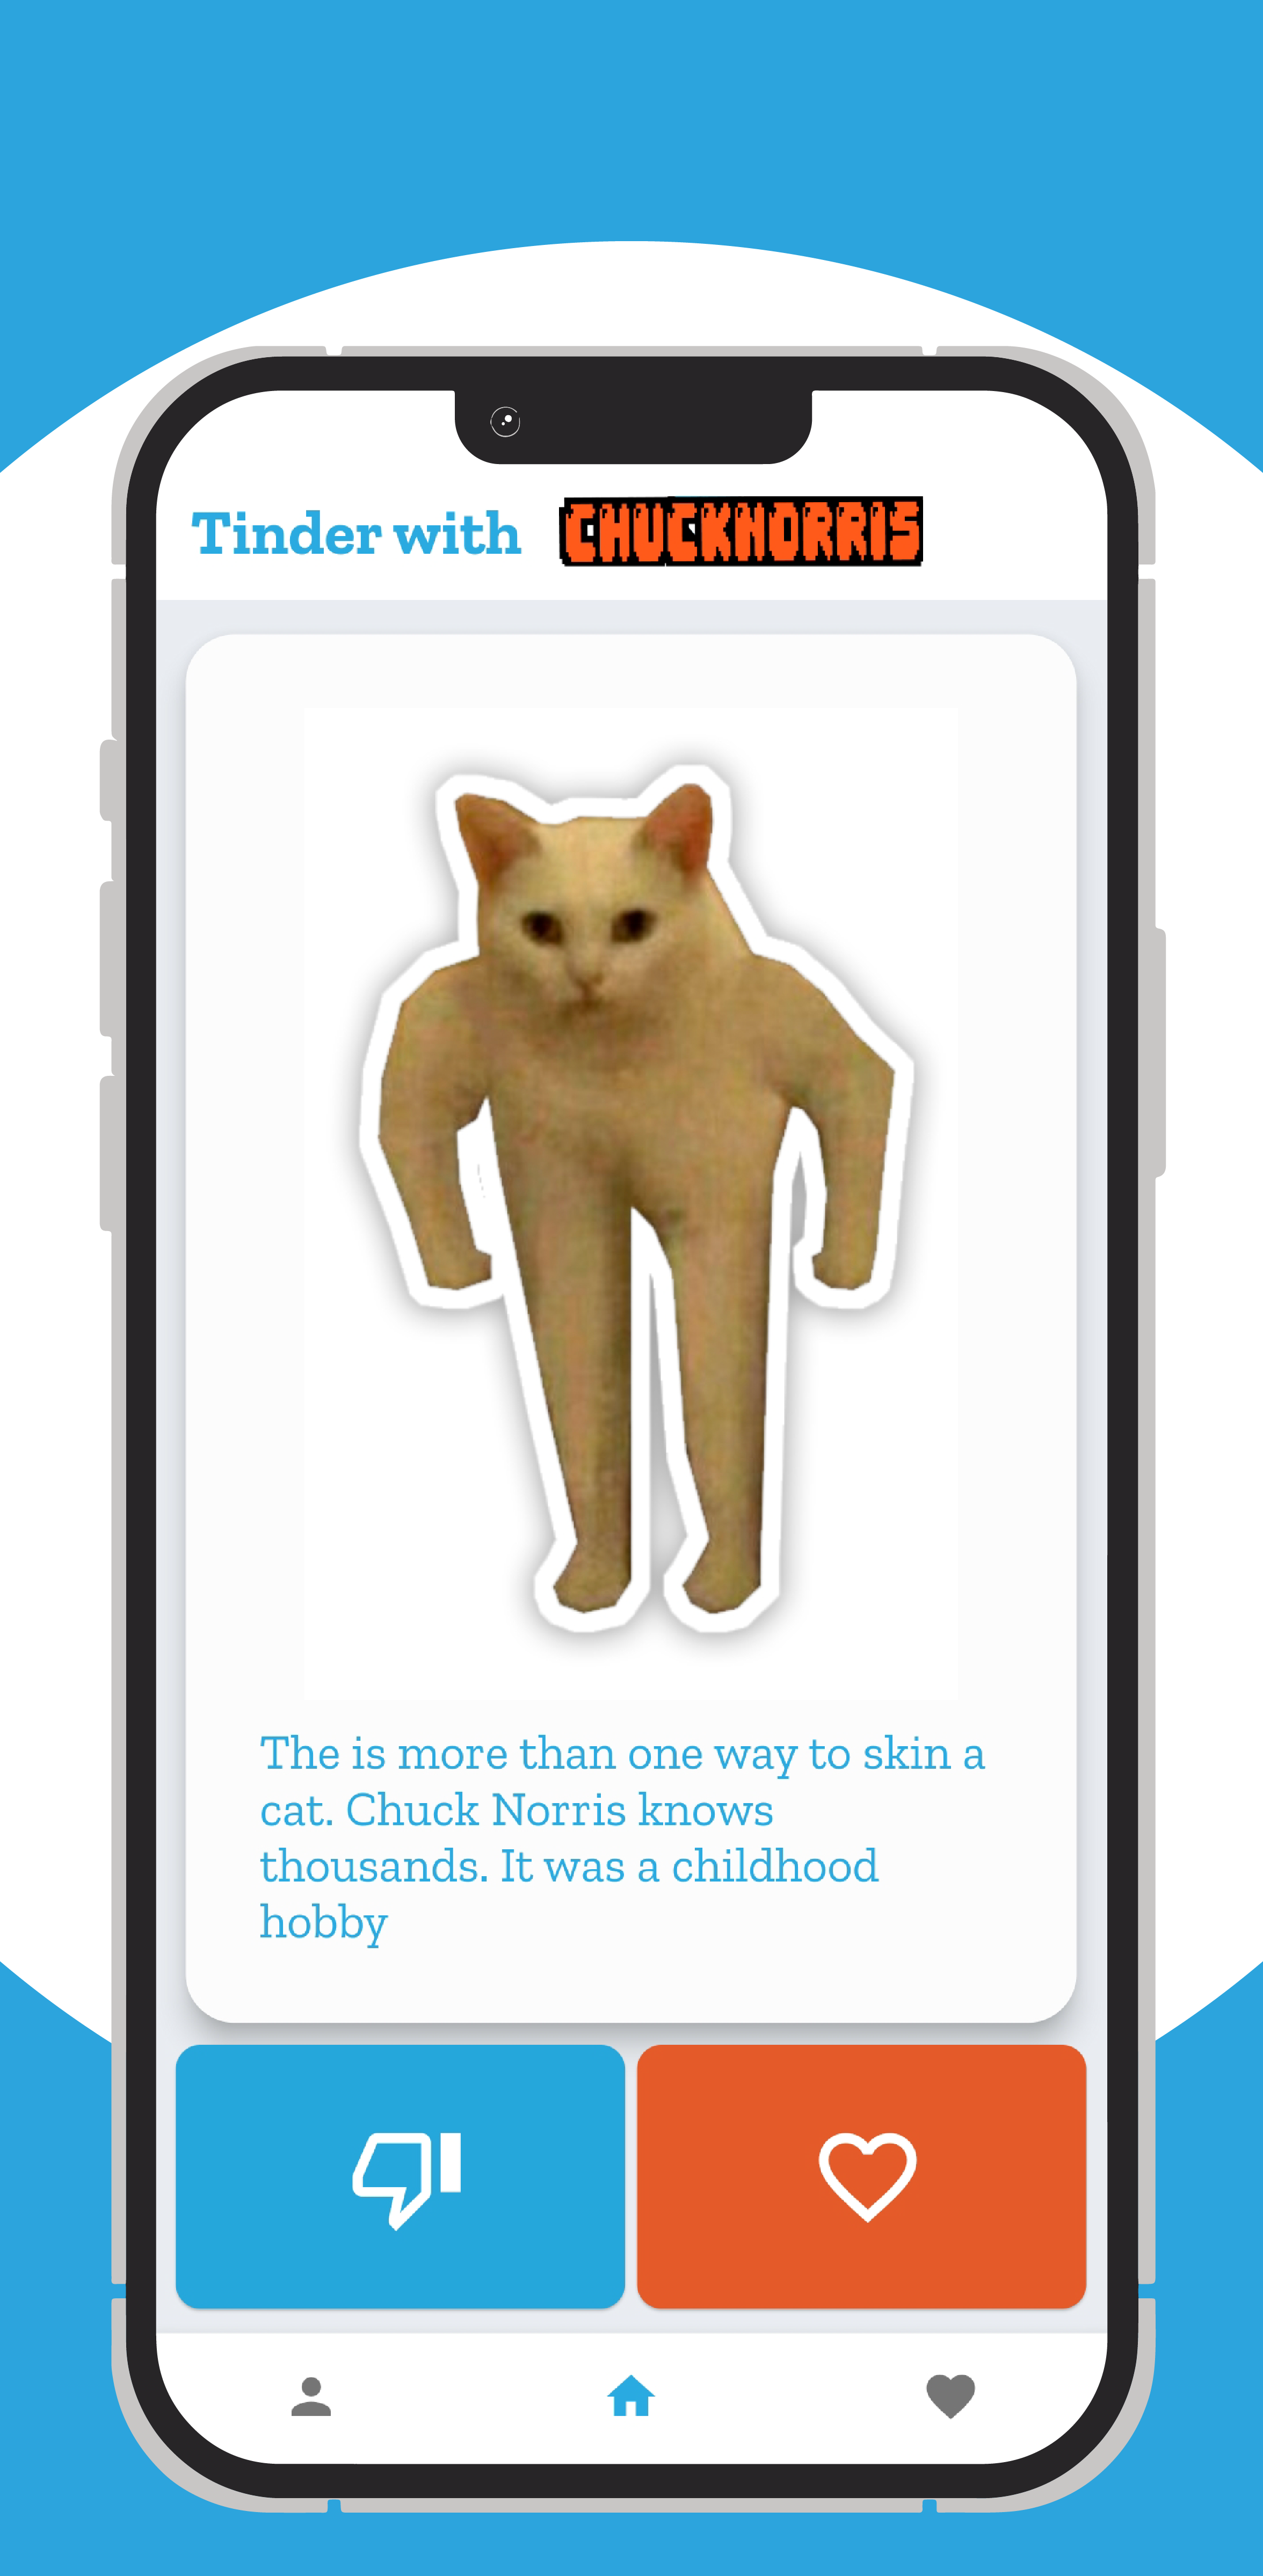 Tinder with CHUCKNORRIS
The is more than one way to skin a
cat. Chuck Norris knows
thousands. It was a childhood
hobby